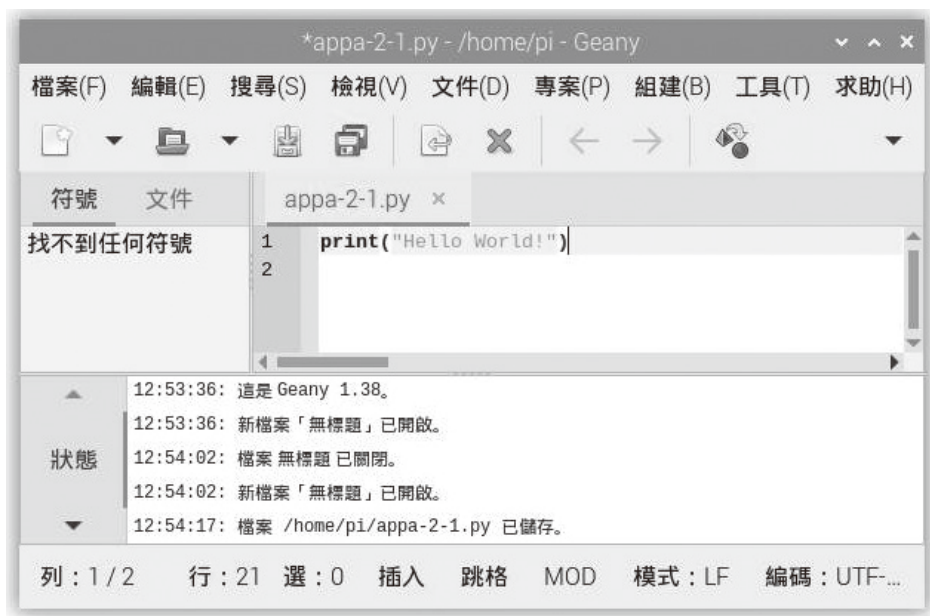 *appa-2-1.py - /home/pi - Geany
檔案(F) 編輯(E) 搜尋(S) 檢視(V) 文件(D) 專案(P) 組建(B) 工具(T) 求助(H)
符號 文件 appa-2-1.py
找不到任何符號
1 print("Hello World!")
2
狀態
12:53:36: 這是 Geany 1.38。
12:53:36: 新檔案「無標題」已開啟。
12:54:02: 檔案 無標題 已關閉。
12:54:02: 新檔案「無標題」已開啟。
12:54:17: 檔案 /home/pi/appa-2-1.py 已儲存。
列：1 / 2 行：21 選：0 插入 跳格 MOD 模式：LF 編碼：UTF-...